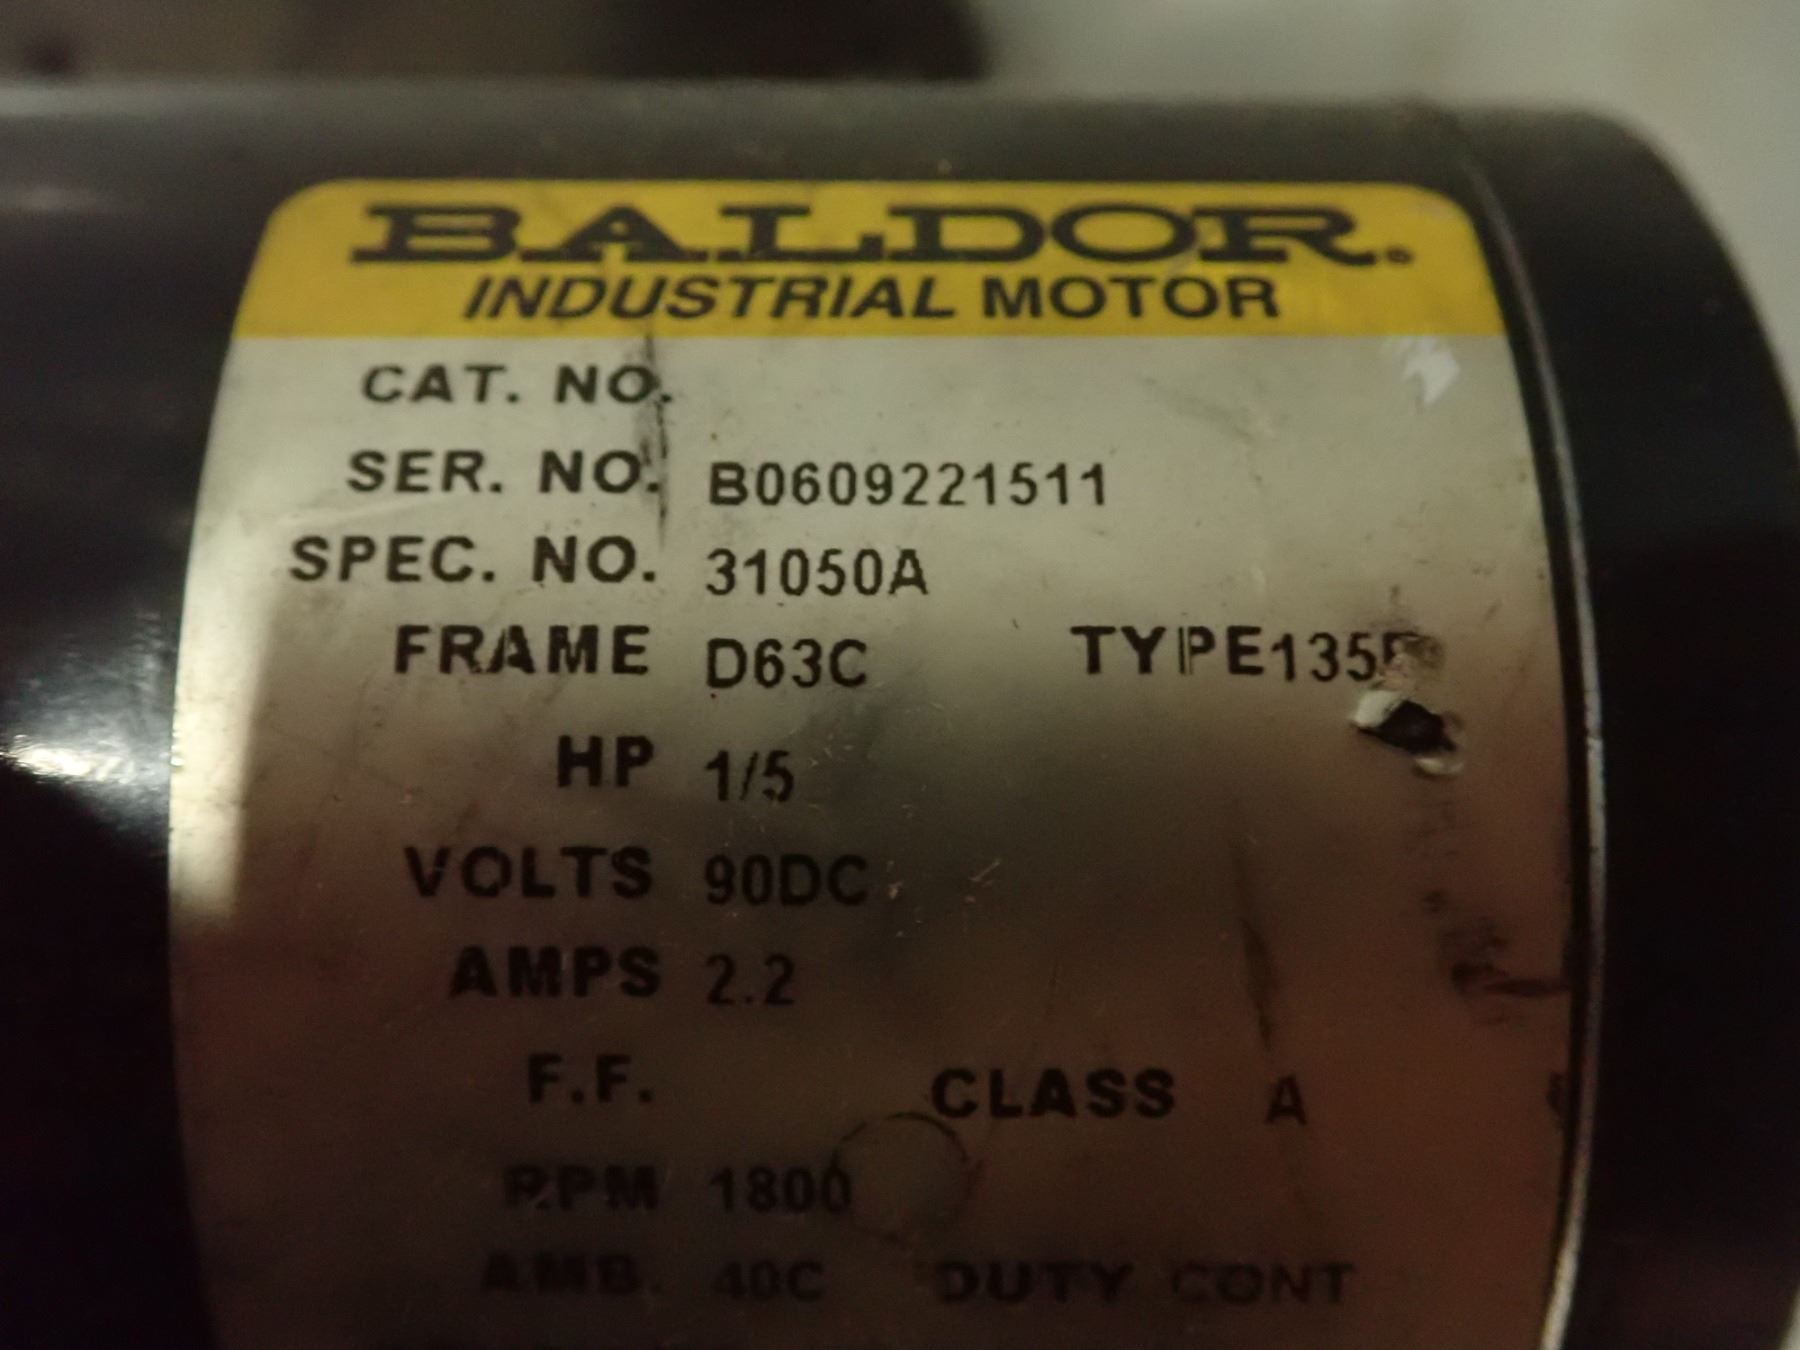 BALDOR
INDUSTRIAL MOTOR
CAT. NO.
SER. NO. B0609221511
SPEC. NO. 31050A
FRAME D63C TYPE
HP 1/5
VOLTS 90DC
AMPS 2.2
F.F. CLASS A
RPM 1800
AMB. 40C DUTY CONT